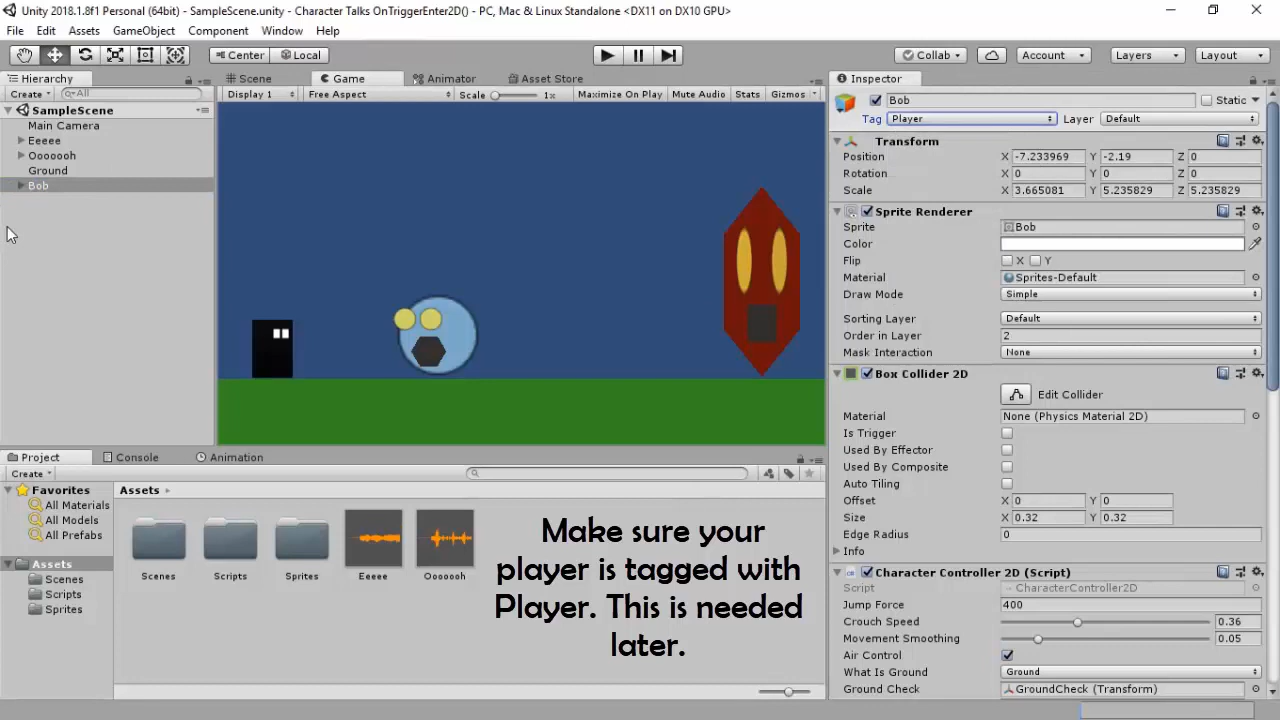 Unity 2018.1.8f1 Personal (64bit) - SampleScene.unity - Character Talks OnTriggerEnter2D() - PC, Mac & Linux Standalone <DX11 on DX10 GPU>
File Edit Assets GameObject Component Window Help
Center Local Collab Account Layers Layout
Hierarchy Scene Game Animator Asset Store Inspector
Create All Display 1 Free Aspect Scale 1x Maximize On Play Mute Audio Stats Gizmos
SampleScene
Main Camera
Eeeee
Ooooooh
Ground
Bob
Bob Static
Tag Player Layer Default
Transform
Position X -7.233969 Y -2.19 Z 0
Rotation X 0 Y 0 Z 0
Scale X 3.665081 Y 5.235829 Z 5.235829
Sprite Renderer
Sprite Bob
Color
Flip X Y
Material Sprites-Default
Draw Mode Simple
Sorting Layer Default
Order in Layer 2
Mask Interaction None
Box Collider 2D
Edit Collider
Material None (Physics Material 2D)
Is Trigger
Used By Effector
Used By Composite
Auto Tiling
Offset X 0 Y 0
Size X 0.32 Y 0.32
Edge Radius 0
Info
Character Controller 2D (Script)
Script CharacterController2D
Jump Force 400
Crouch Speed 0.36
Movement Smoothing 0.05
Air Control
What Is Ground Ground
Ground Check GroundCheck (Transform)
Project Console Animation
Create
Favorites
All Materials
All Models
All Prefabs
Assets
Scenes
Scripts
Sprites
Assets
Scenes Scripts Sprites Eeeee Ooooooh
Make sure your
player is tagged with
Player. This is needed
later.